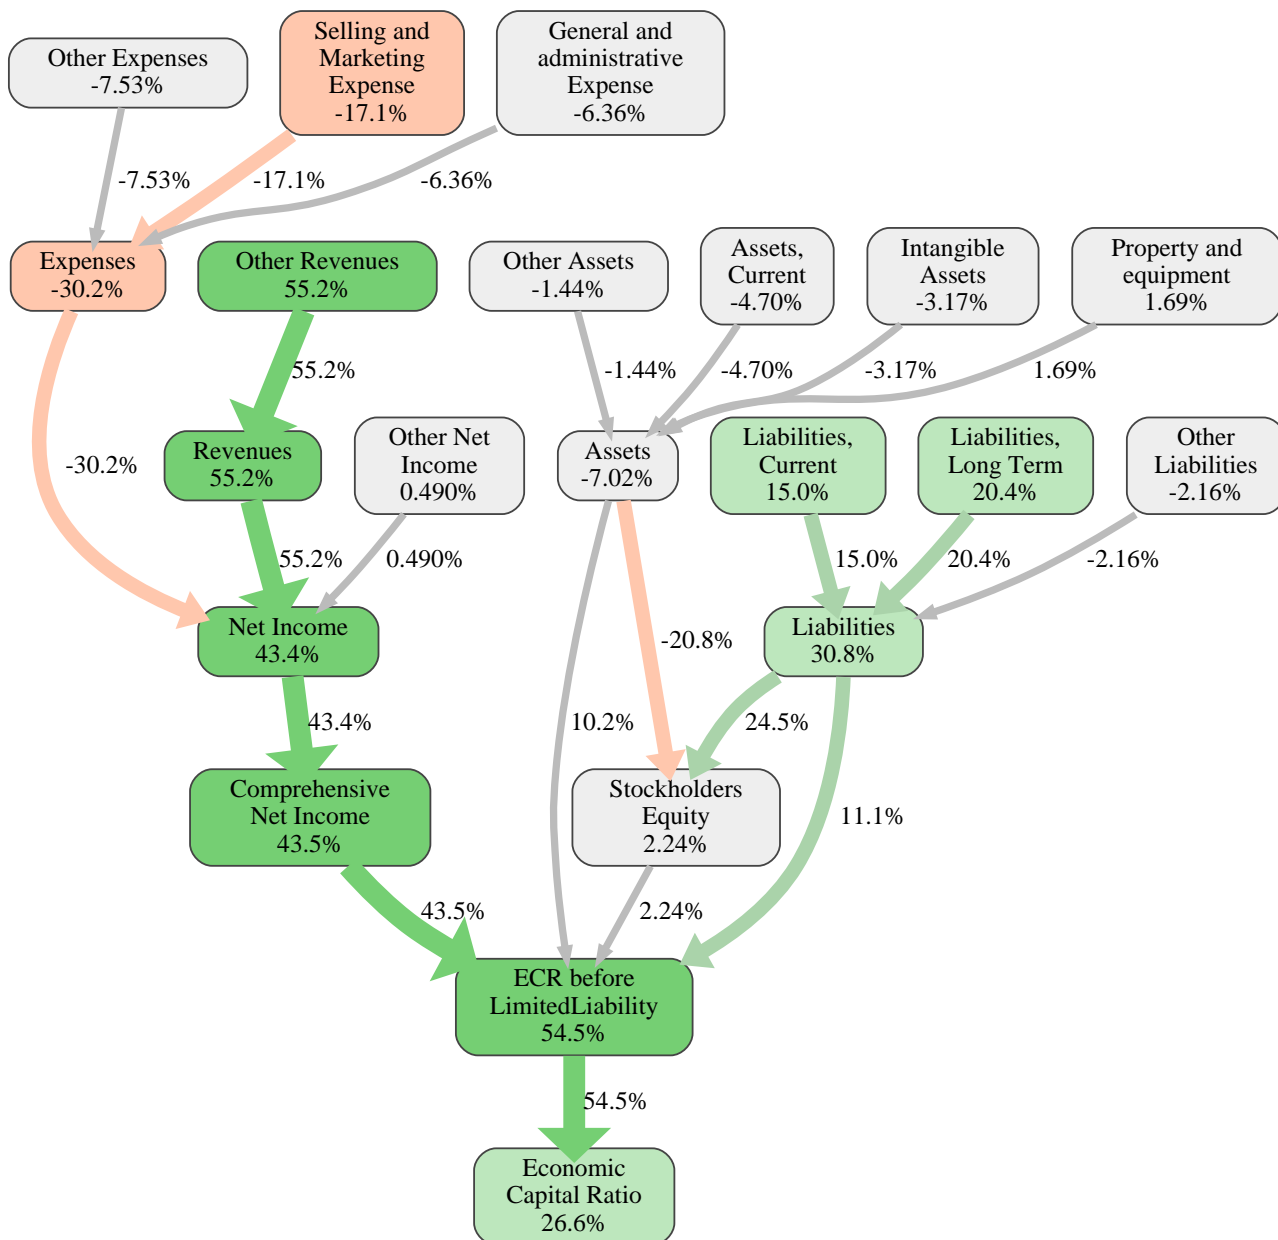 Other Expenses
-7.53%
Selling and
Marketing
Expense
-17.1%
General and
administrative
Expense
-6.36%
-7.53%
-17.1%
-6.36%
Expenses
-30.2%
Other Revenues
55.2%
Other Assets
-1.44%
Assets,
Current
-4.70%
Intangible
Assets
-3.17%
Property and
equipment
1.69%
55.2%
-1.44%
-4.70%
-3.17%
1.69%
Revenues
55.2%
Other Net
Income
0.490%
Assets
-7.02%
Liabilities,
Current
15.0%
Liabilities,
Long Term
20.4%
Other
Liabilities
-2.16%
-30.2%
55.2%
0.490%
15.0%
20.4%
-2.16%
Net Income
43.4%
-20.8%
Liabilities
30.8%
43.4%
10.2%
24.5%
Comprehensive
Net Income
43.5%
Stockholders
Equity
2.24%
11.1%
43.5%
2.24%
ECR before
LimitedLiability
54.5%
54.5%
Economic
Capital Ratio
26.6%